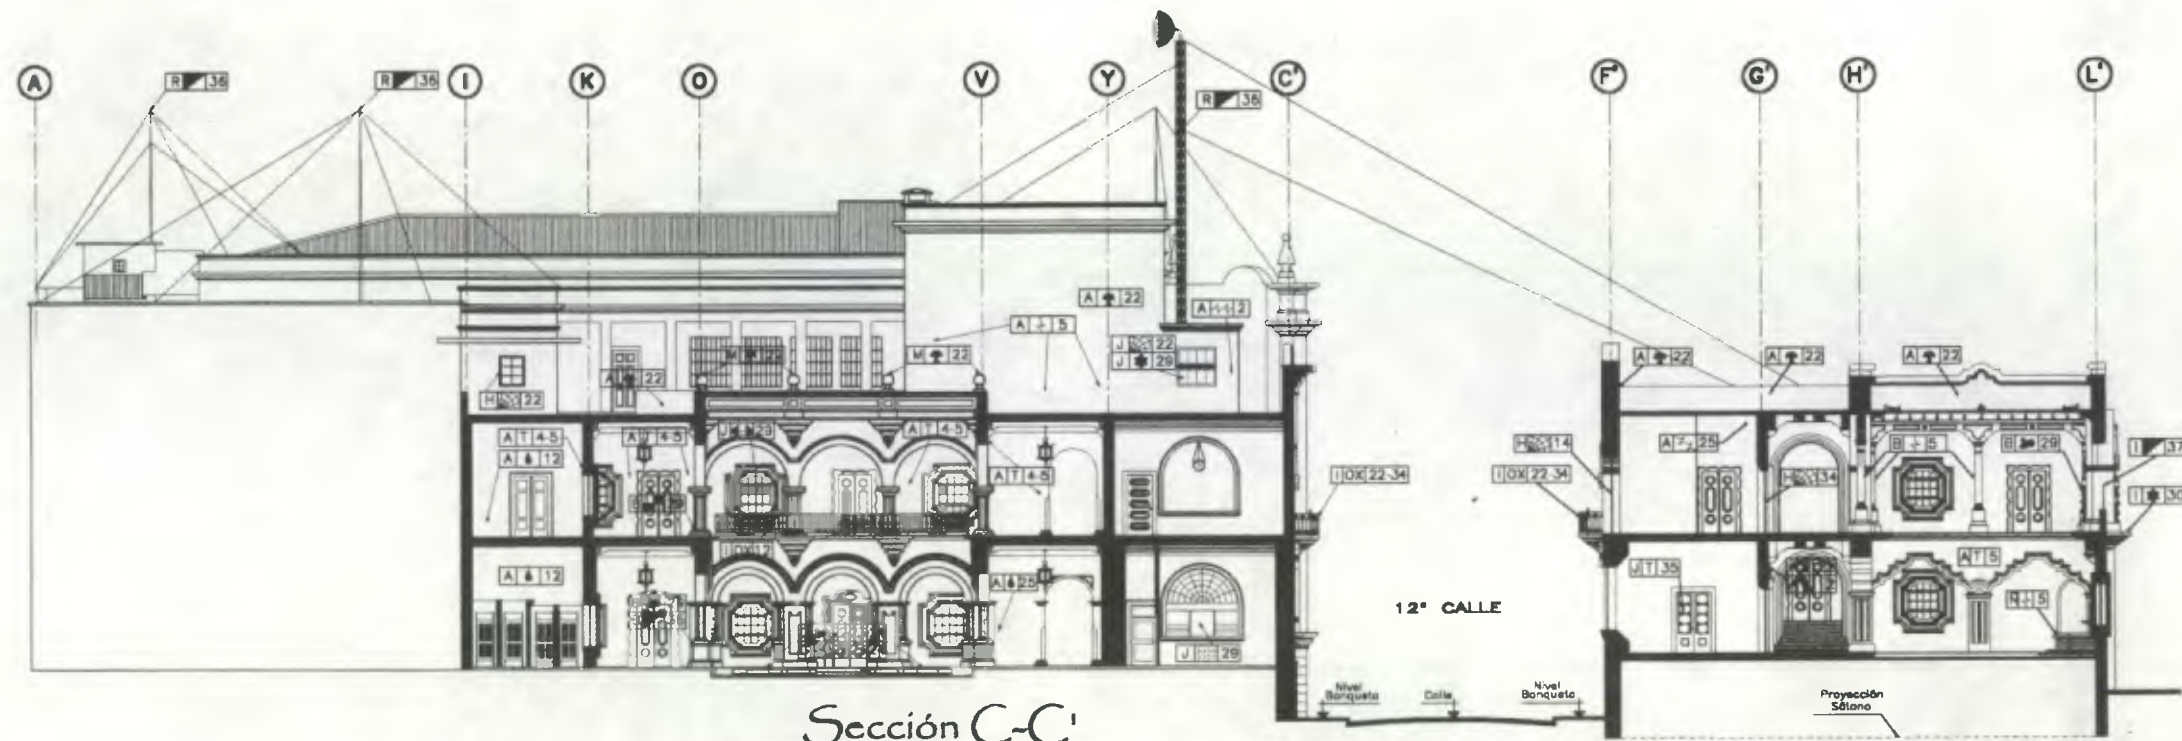 A
R 36
R 36
I
K
O
V
Y
R 36
C'
F'
G'
H'
L'
A 22
A 2
A 5
J 22
J 29
M 22
M 22
A 22
H 22
A 22
A 22
A 22
A T 4-5
A 12
A T 4-5
A T 4-5
A T 4-5
I OX 22-34
H 14
I OX 22-34
A 25
H 34
B 5
B 29
I 37
I 30
A 12
I OX 12
A 25
J 29
12ª CALLE
J T 35
A T 5
5
Nivel
Banqueta
Calle
Nivel
Banqueta
Proyección
Sótano
Sección C-C'